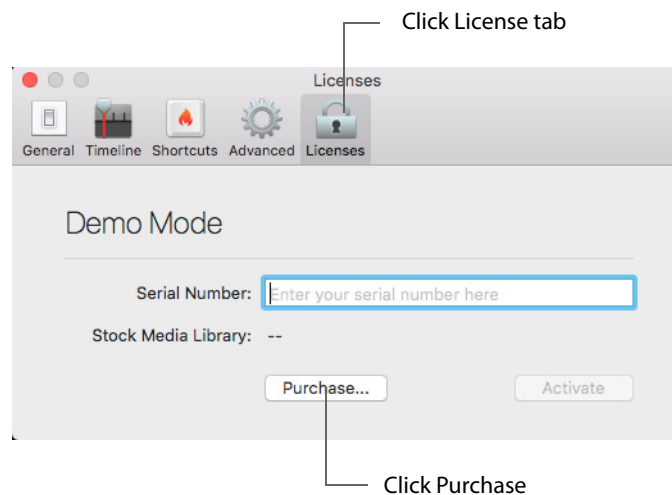 Click License tab
Licenses
General Timeline Shortcuts Advanced Licenses
Demo Mode
Serial Number: Enter your serial number here
Stock Media Library: --
Purchase... Activate
Click Purchase